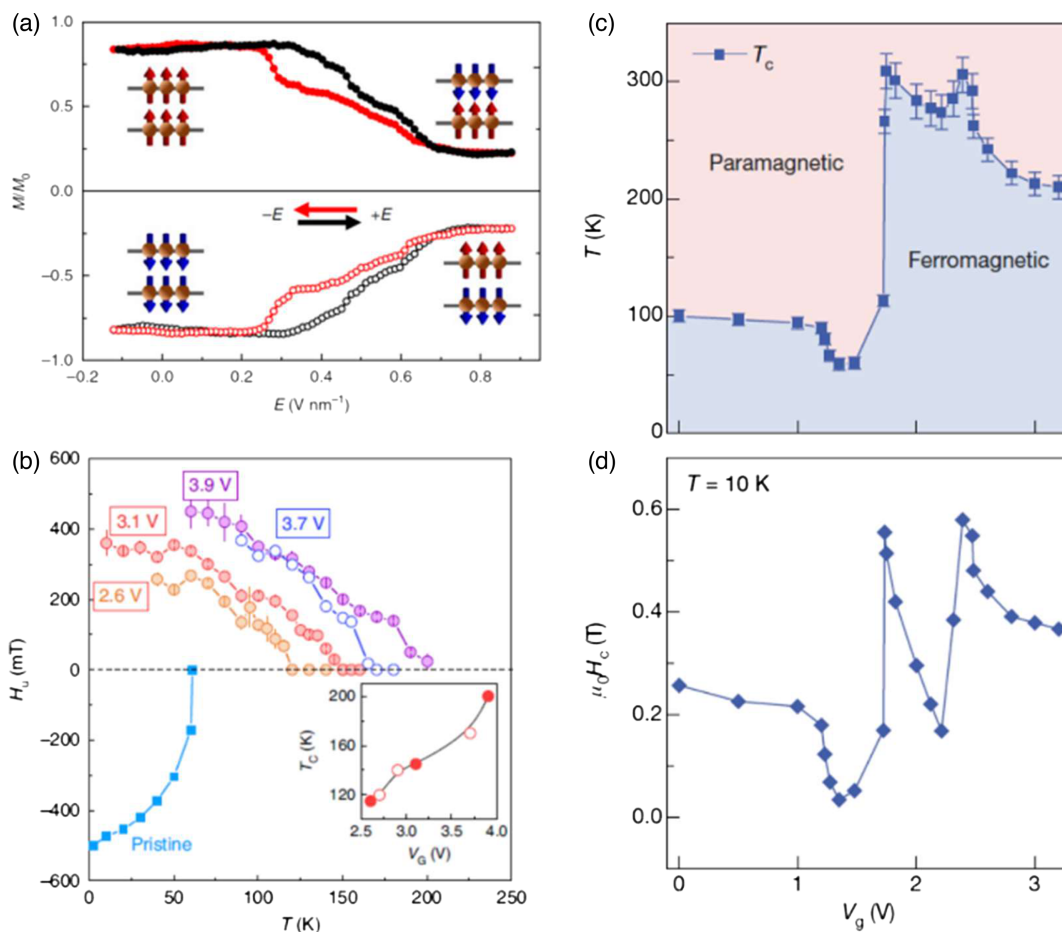 (a)
1.0
0.5
0.0
−0.5
−1.0
M/M0
−E
+E
−0.2
0.0
0.2
0.4
0.6
0.8
E (V nm⁻¹)
(b)
600
400
200
0
−200
−400
−600
Hu (mT)
3.9 V
3.1 V
3.7 V
2.6 V
Pristine
200
160
120
TC (K)
2.5
3.0
3.5
4.0
VG (V)
0
50
100
150
200
250
T (K)
(c)
Tc
300
200
100
0
T (K)
Paramagnetic
Ferromagnetic
(d)
T = 10 K
0.6
0.4
0.2
0.0
μ0Hc (T)
0
1
2
3
Vg (V)